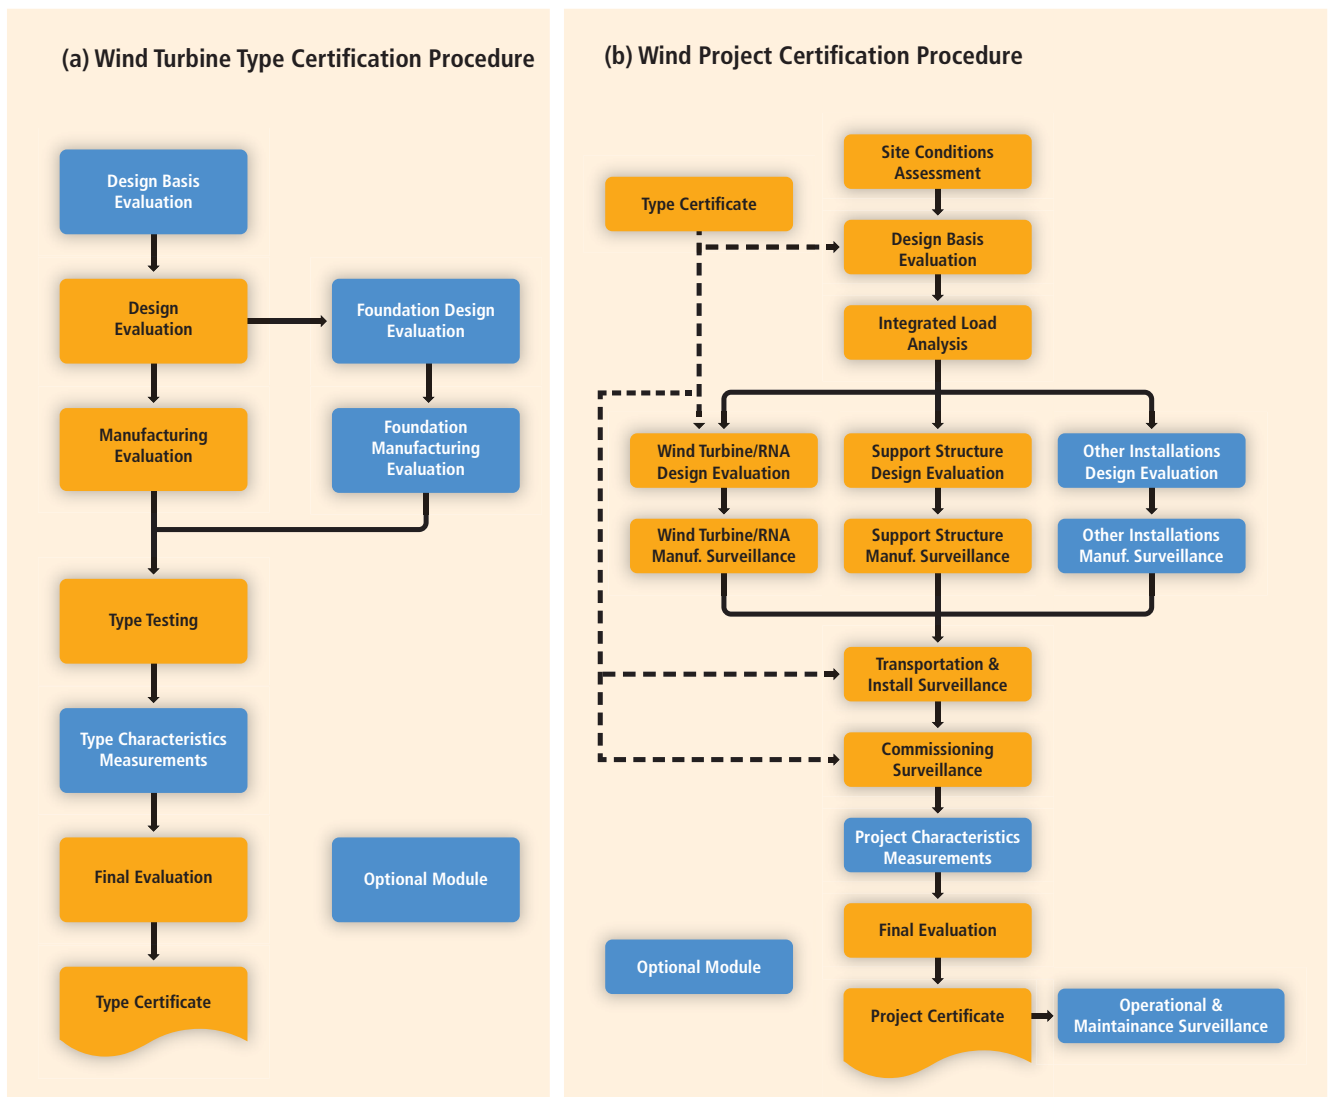 (a) Wind Turbine Type Certification Procedure
Design Basis
Evaluation
Design
Evaluation
Foundation Design
Evaluation
Manufacturing
Evaluation
Foundation
Manufacturing
Evaluation
Type Testing
Type Characteristics
Measurements
Final Evaluation
Optional Module
Type Certificate
(b) Wind Project Certification Procedure
Site Conditions
Assessment
Type Certificate
Design Basis
Evaluation
Integrated Load
Analysis
Wind Turbine/RNA
Design Evaluation
Support Structure
Design Evaluation
Other Installations
Design Evaluation
Wind Turbine/RNA
Manuf. Surveillance
Support Structure
Manuf. Surveillance
Other Installations
Manuf. Surveillance
Transportation &
Install Surveillance
Commissioning
Surveillance
Project Characteristics
Measurements
Final Evaluation
Optional Module
Project Certificate
Operational &
Maintainance Surveillance